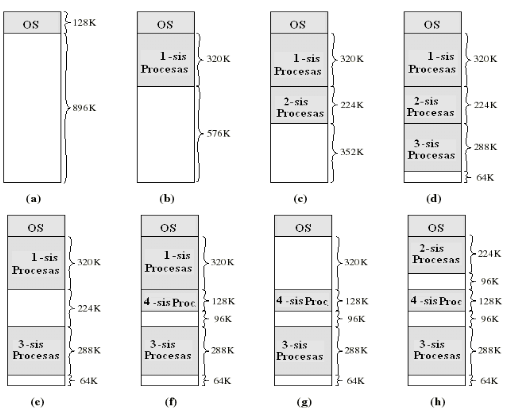 OS
128K
896K
(a)
OS
1-sis
Procesas
320K
576K
(b)
OS
1-sis
Procesas
320K
2-sis
Procesas
224K
352K
(c)
OS
1-sis
Procesas
320K
2-sis
Procesas
224K
3-sis
Procesas
288K
64K
(d)
OS
1-sis
Procesas
320K
224K
3-sis
Procesas
288K
64K
(e)
OS
1-sis
Procesas
320K
4 -sis Proc
128K
96K
3-sis
Procesas
288K
64K
(f)
OS
320K
4 -sis Proc.
128K
96K
3-sis
Procesas
288K
64K
(g)
OS
2-sis
Procesas
224K
96K
4 -sis Proc
128K
96K
3-sis
Procesas
288K
64K
(h)